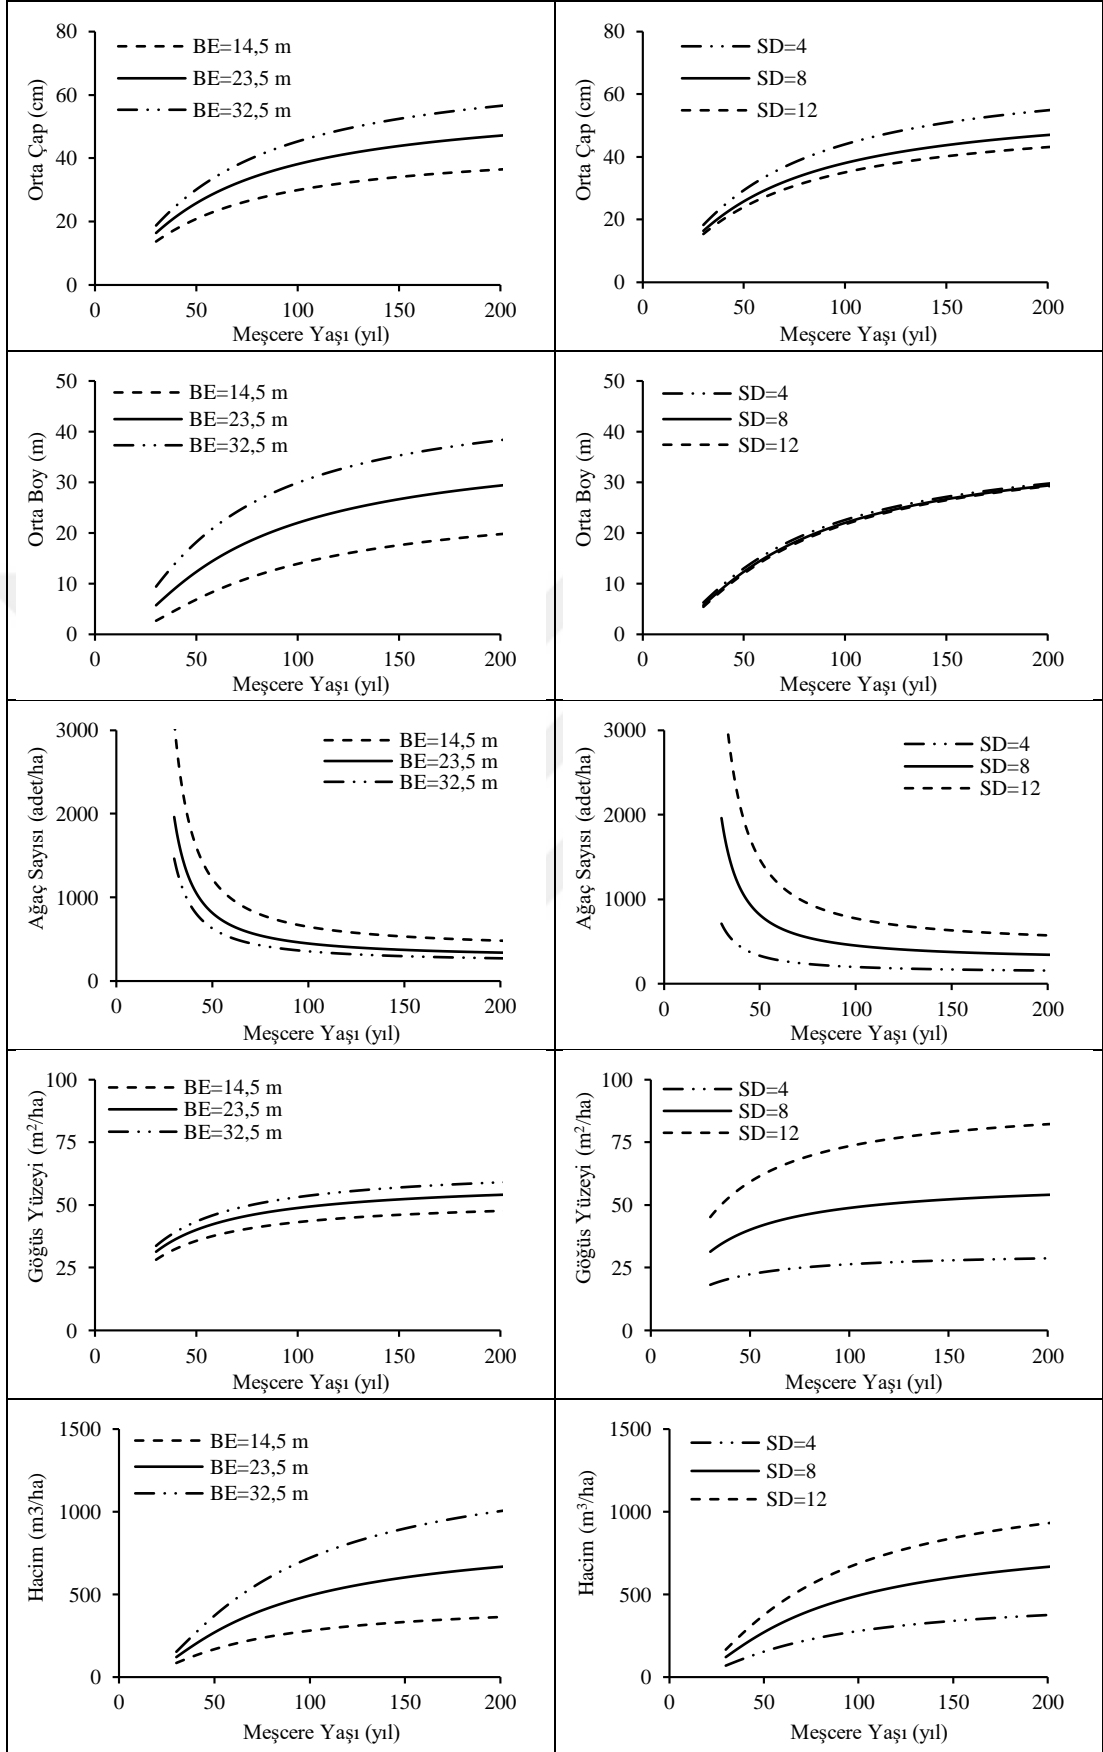 80
60
40
20
0
Orta Çap (cm)
BE=14,5 m
BE=23,5 m
BE=32,5 m
0 50 100 150 200
Meşcere Yaşı (yıl)
80
60
40
20
0
Orta Çap (cm)
SD=4
SD=8
SD=12
0 50 100 150 200
Meşcere Yaşı (yıl)
50
40
30
20
10
0
Orta Boy (m)
BE=14,5 m
BE=23,5 m
BE=32,5 m
0 50 100 150 200
Meşcere Yaşı (yıl)
50
40
30
20
10
0
Orta Boy (m)
SD=4
SD=8
SD=12
0 50 100 150 200
Meşcere Yaşı (yıl)
3000
2000
1000
0
Ağaç Sayısı (adet/ha)
BE=14,5 m
BE=23,5 m
BE=32,5 m
0 50 100 150 200
Meşcere Yaşı (yıl)
3000
2000
1000
0
Ağaç Sayısı (adet/ha)
SD=4
SD=8
SD=12
0 50 100 150 200
Meşcere Yaşı (yıl)
100
75
50
25
0
Göğüs Yüzeyi (m²/ha)
BE=14,5 m
BE=23,5 m
BE=32,5 m
0 50 100 150 200
Meşcere Yaşı (yıl)
100
75
50
25
0
Göğüs Yüzeyi (m²/ha)
SD=4
SD=8
SD=12
0 50 100 150 200
Meşcere Yaşı (yıl)
1500
1000
500
0
Hacim (m3/ha)
BE=14,5 m
BE=23,5 m
BE=32,5 m
0 50 100 150 200
Meşcere Yaşı (yıl)
1500
1000
500
0
Hacim (m³/ha)
SD=4
SD=8
SD=12
0 50 100 150 200
Meşcere Yaşı (yıl)